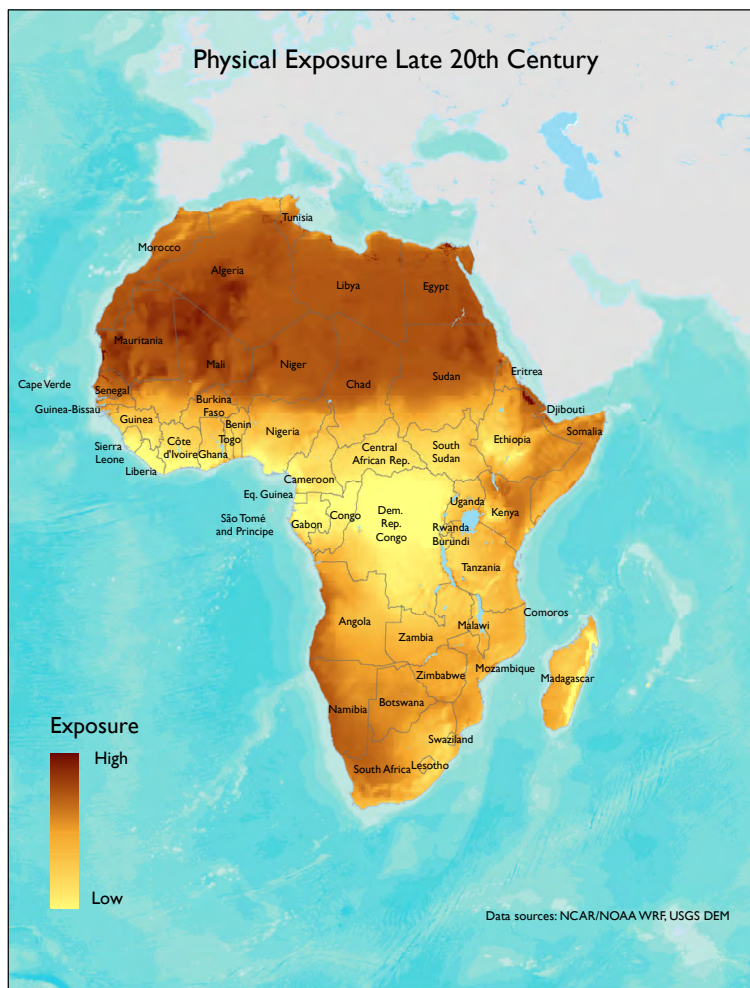 Physical Exposure Late 20th Century
Tunisia
Morocco
Algeria
Libya
Egypt
Mauritania
Mali
Niger
Chad
Sudan
Eritrea
Cape Verde
Senegal
Burkina
Faso
Djibouti
Guinea-Bissau
Guinea
Benin
Togo
Nigeria
Ethiopia
Somalia
Sierra
Leone
Côte
d'Ivoire
Ghana
Central
African Rep.
South
Sudan
Liberia
Cameroon
Eq. Guinea
Uganda
Kenya
São Tomé
and Principe
Gabon
Congo
Dem.
Rep.
Congo
Rwanda
Burundi
Tanzania
Comoros
Angola
Malawi
Zambia
Mozambique
Madagascar
Zimbabwe
Namibia
Botswana
Swaziland
South Africa
Lesotho
Exposure
High
Low
Data sources: NCAR/NOAA WRF, USGS DEM